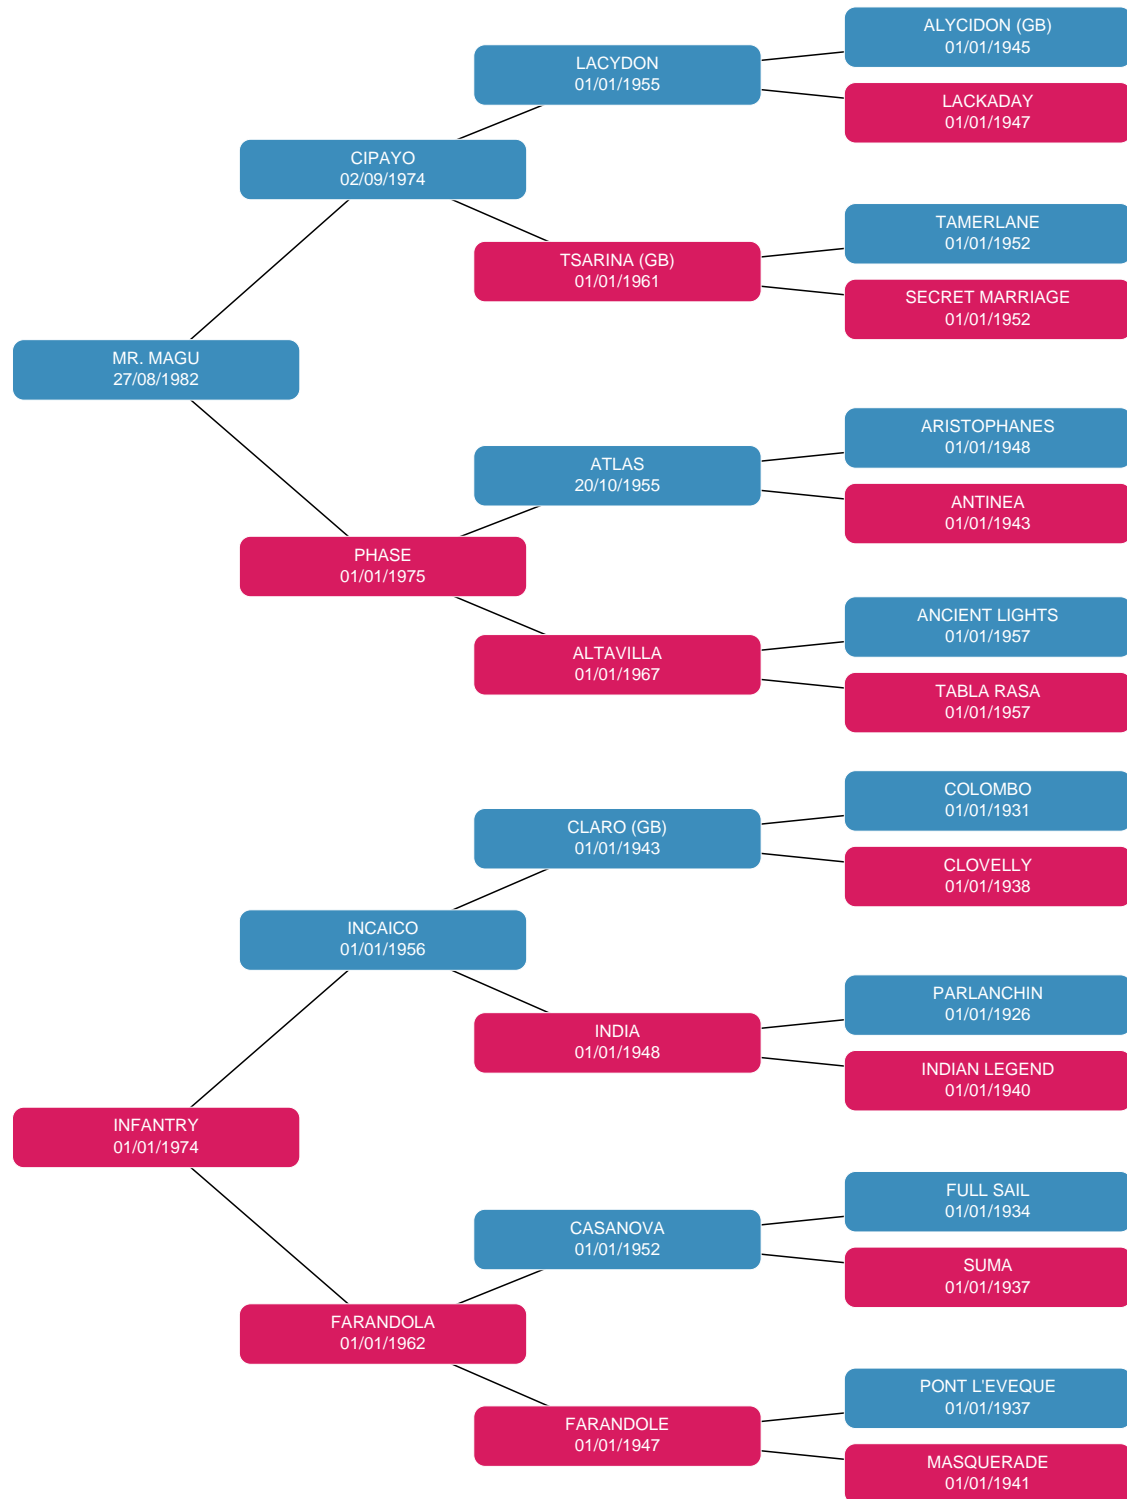 ALYCIDON (GB)
01/01/1945
LACYDON
01/01/1955
LACKADAY
01/01/1947
CIPAYO
02/09/1974
TAMERLANE
01/01/1952
TSARINA (GB)
01/01/1961
SECRET MARRIAGE
01/01/1952
MR. MAGU
27/08/1982
ARISTOPHANES
01/01/1948
ATLAS
20/10/1955
ANTINEA
01/01/1943
PHASE
01/01/1975
ANCIENT LIGHTS
01/01/1957
ALTAVILLA
01/01/1967
TABLA RASA
01/01/1957
COLOMBO
01/01/1931
CLARO (GB)
01/01/1943
CLOVELLY
01/01/1938
INCAICO
01/01/1956
PARLANCHIN
01/01/1926
INDIA
01/01/1948
INDIAN LEGEND
01/01/1940
INFANTRY
01/01/1974
FULL SAIL
01/01/1934
CASANOVA
01/01/1952
SUMA
01/01/1937
FARANDOLA
01/01/1962
PONT L'EVEQUE
01/01/1937
FARANDOLE
01/01/1947
MASQUERADE
01/01/1941